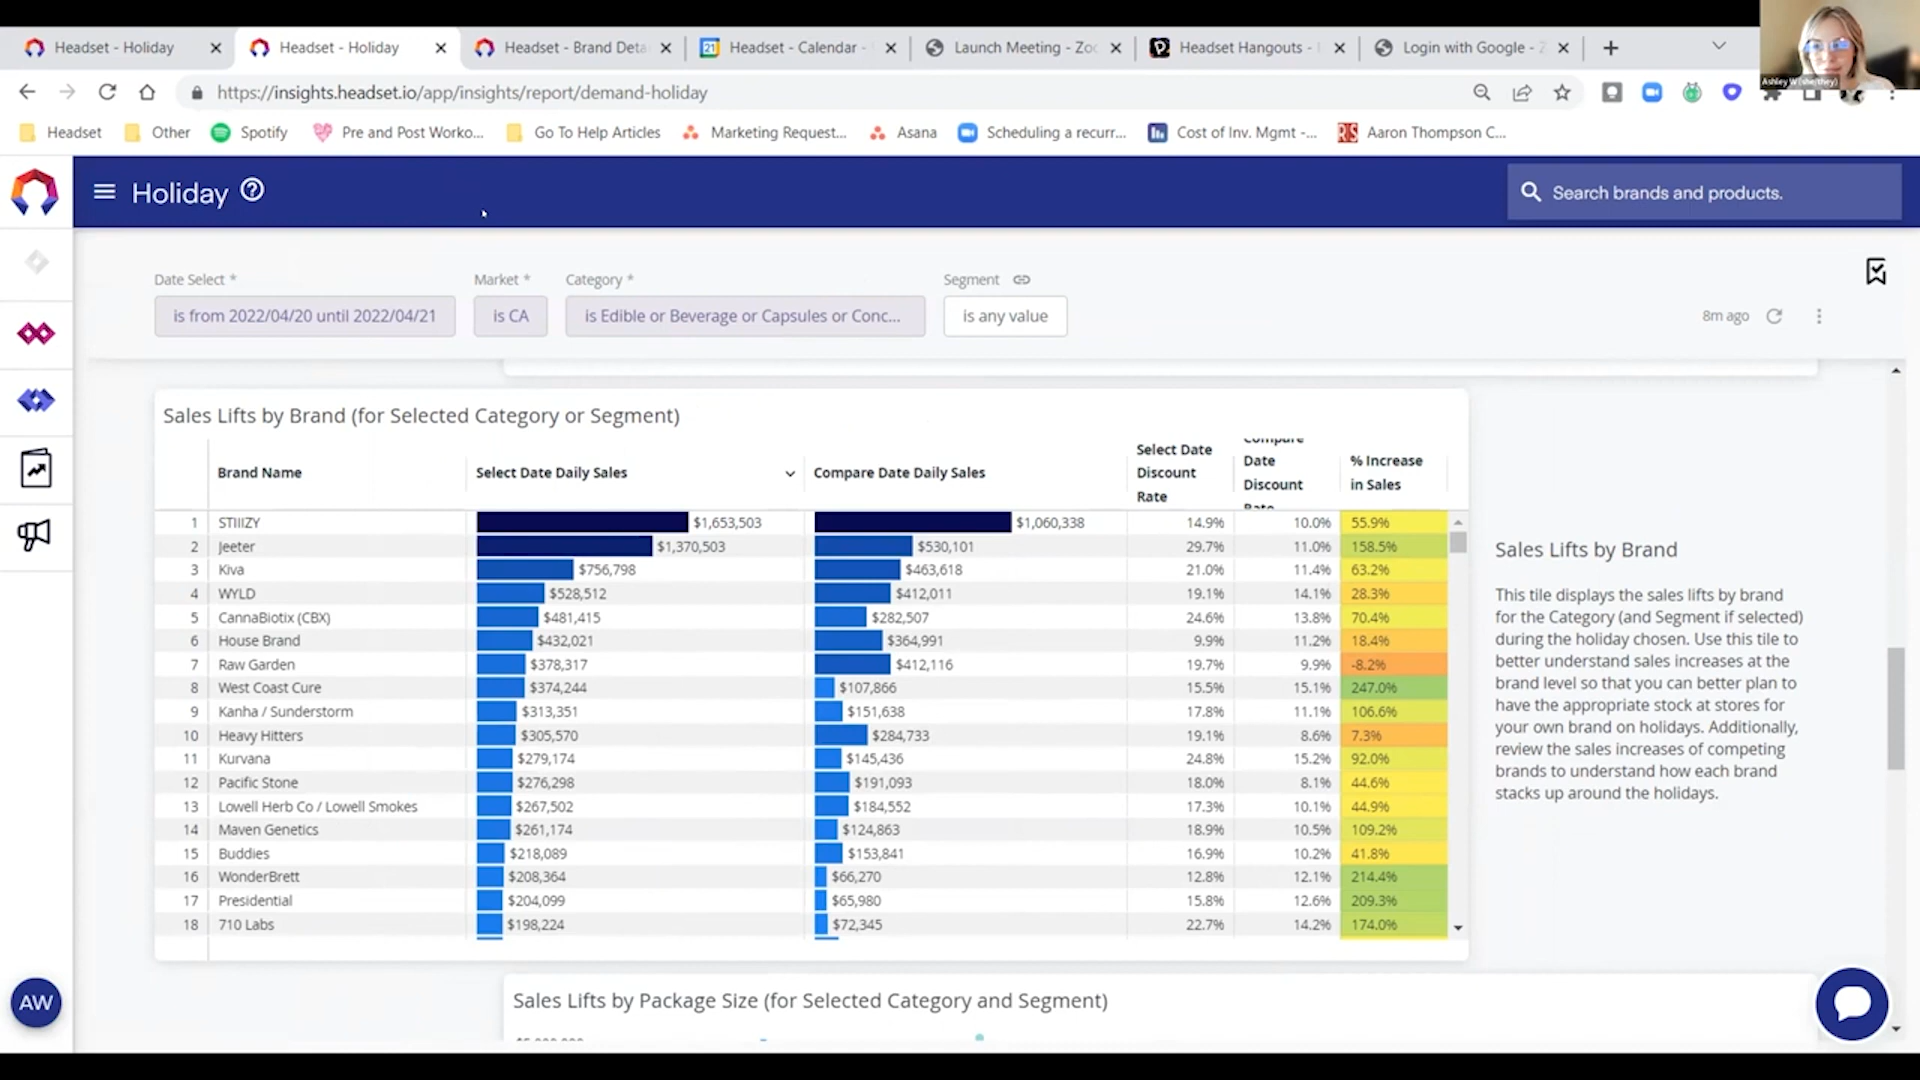 Headset - Holiday
Headset - Holiday
Headset - Brand Deta
Headset - Calendar -
Launch Meeting - Zo
Headset Hangouts -
Login with Google -
Ashley W (she/they)
https://insights.headset.io/app/insights/report/demand-holiday
Headset
Other
Spotify
Pre and Post Worko...
Go To Help Articles
Marketing Request...
Asana
Scheduling a recurr...
Cost of Inv. Mgmt -...
Aaron Thompson C...
Holiday
Search brands and products.
Date Select *
Market *
Category *
Segment
is from 2022/04/20 until 2022/04/21
is CA
is Edible or Beverage or Capsules or Conc...
is any value
8m ago
Sales Lifts by Brand (for Selected Category or Segment)
Brand Name
Select Date Daily Sales
Compare Date Daily Sales
Select Date Discount Rate
Compare Date Discount Rate
% Increase in Sales
1 STIIIZY $1,653,503 $1,060,338 14.9% 10.0% 55.9%
2 Jeeter $1,370,503 $530,101 29.7% 11.0% 158.5%
3 Kiva $756,798 $463,618 21.0% 11.4% 63.2%
4 WYLD $528,512 $412,011 19.1% 14.1% 28.3%
5 CannaBiotix (CBX) $481,415 $282,507 24.6% 13.8% 70.4%
6 House Brand $432,021 $364,991 9.9% 11.2% 18.4%
7 Raw Garden $378,317 $412,116 19.7% 9.9% -8.2%
8 West Coast Cure $374,244 $107,866 15.5% 15.1% 247.0%
9 Kanha / Sunderstorm $313,351 $151,638 17.8% 11.1% 106.6%
10 Heavy Hitters $305,570 $284,733 19.1% 8.6% 7.3%
11 Kurvana $279,174 $145,436 24.8% 15.2% 92.0%
12 Pacific Stone $276,298 $191,093 18.0% 8.1% 44.6%
13 Lowell Herb Co / Lowell Smokes $267,502 $184,552 17.3% 10.1% 44.9%
14 Maven Genetics $261,174 $124,863 18.9% 10.5% 109.2%
15 Buddies $218,089 $153,841 16.9% 10.2% 41.8%
16 WonderBrett $208,364 $66,270 12.8% 12.1% 214.4%
17 Presidential $204,099 $65,980 15.8% 12.6% 209.3%
18 710 Labs $198,224 $72,345 22.7% 14.2% 174.0%
Sales Lifts by Brand
This tile displays the sales lifts by brand
for the Category (and Segment if selected)
during the holiday chosen. Use this tile to
better understand sales increases at the
brand level so that you can better plan to
have the appropriate stock at stores for
your own brand on holidays. Additionally,
review the sales increases of competing
brands to understand how each brand
stacks up around the holidays.
AW
Sales Lifts by Package Size (for Selected Category and Segment)